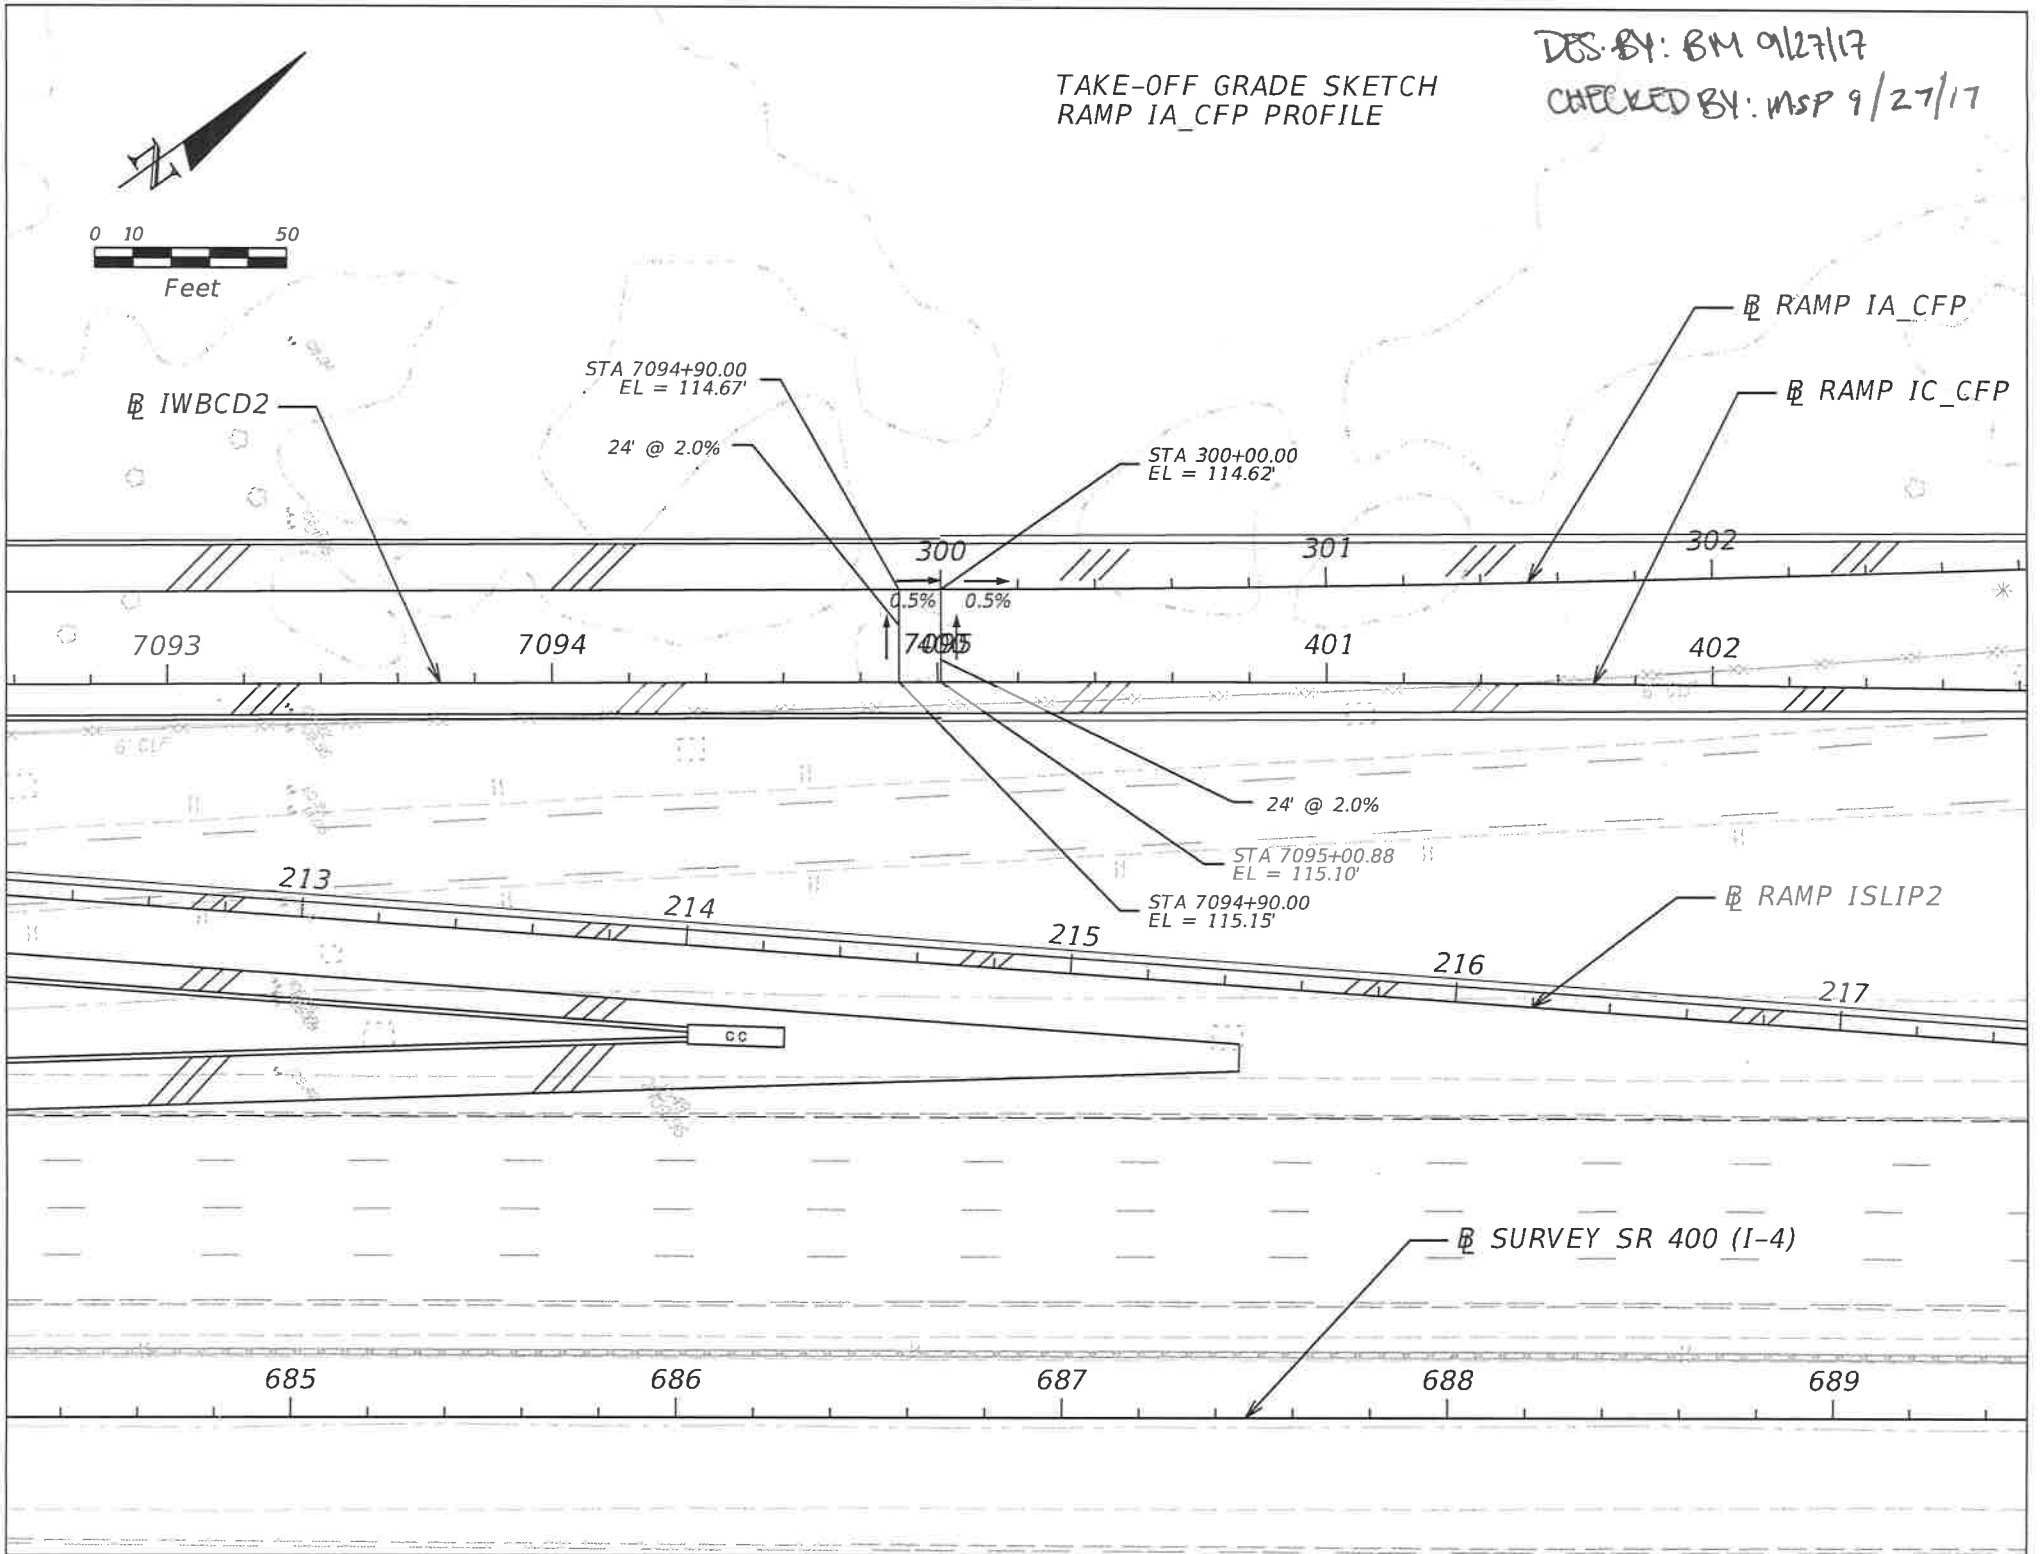 DES. BY: BM 9/27/17
CHECKED BY: MSP 9/27/17
TAKE-OFF GRADE SKETCH
RAMP IA_CFP PROFILE
N
0 10 50
Feet
℄ RAMP IA_CFP
STA 7094+90.00
EL = 114.67'
℄ RAMP IC_CFP
℄ IWBCD2
24' @ 2.0%
STA 300+00.00
EL = 114.62'
300 301 302
0.5% 0.5%
7093 7094 7095 401 402
24' @ 2.0%
STA 7095+00.88
EL = 115.10'
STA 7094+90.00
EL = 115.15'
℄ RAMP ISLIP2
213 214 215 216 217
CC
℄ SURVEY SR 400 (I-4)
685 686 687 688 689